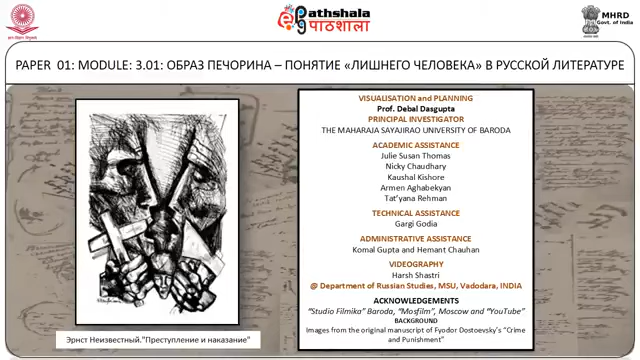 ePathshala
पाठशाला
MHRD
Govt. of India
PAPER 01: MODULE: 3.01: ОБРАЗ ПЕЧОРИНА – ПОНЯТИЕ «ЛИШНЕГО ЧЕЛОВЕКА» В РУССКОЙ ЛИТЕРАТУРЕ
Эрнст Неизвестный."Преступление и наказание"
VISUALISATION and PLANNING
Prof. Debal Dasgupta
PRINCIPAL INVESTIGATOR
THE MAHARAJA SAYAJIRAO UNIVERSITY OF BARODA
ACADEMIC ASSISTANCE
Julie Susan Thomas
Nicky Chaudhary
Kaushal Kishore
Armen Aghabekyan
Tat'yana Rehman
TECHNICAL ASSISTANCE
Gargi Godia
ADMINISTRATIVE ASSISTANCE
Komal Gupta and Hemant Chauhan
VIDEOGRAPHY
Harsh Shastri
@ Department of Russian Studies, MSU, Vadodara, INDIA
ACKNOWLEDGEMENTS
"Studio Filmika" Baroda, "Mosfilm", Moscow and "YouTube"
BACKGROUND
Images from the original manuscript of Fyodor Dostoevsky's "Crime
and Punishment"